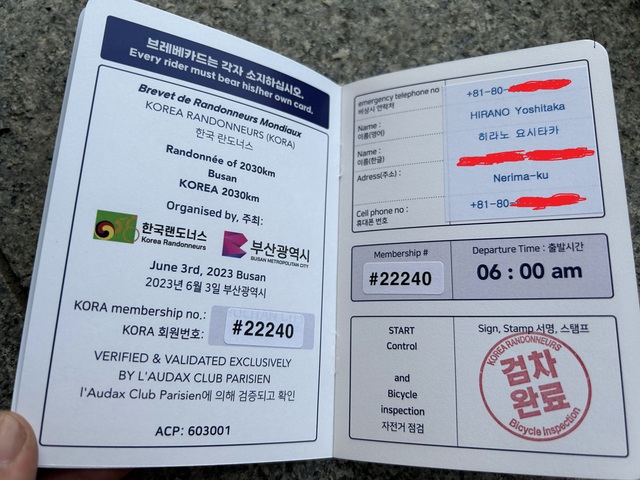 브레베카드는 각자 소지하십시오.
Every rider must bear his/her own card.
Brevet de Randonneurs Mondiaux
KOREA RANDONNEURS (KORA)
한국 란도너스
Randonnée of 2030km
Busan
KOREA 2030km
Organised by, 주최:
한국랜도너스
Korea Randonneurs
부산광역시
BUSAN METROPOLITAN CITY
June 3rd, 2023 Busan
2023년 6월 3일 부산광역시
KORA membership no.:
KORA 회원번호:
#22240
VERIFIED & VALIDATED EXCLUSIVELY
BY L'AUDAX CLUB PARISIEN
l'Audax Club Parisien에 의해 검증되고 확인
ACP: 603001
emergency telephone no
비상시 연락처
+81-80-
Name :
이름(영어)
HIRANO Yoshitaka
Name :
이름(한글)
히라노 요시타카
Adress(주소) :
Nerima-ku
Cell phone no :
휴대폰 번호
+81-80-
Membership #
#22240
Departure Time : 출발시간
06 : 00 am
START
Control
and
Bicycle
inspection
자전거 점검
Sign, Stamp 서명, 스탬프
KOREA RANDONNEURS
검차
완료
Bicycle Inspection